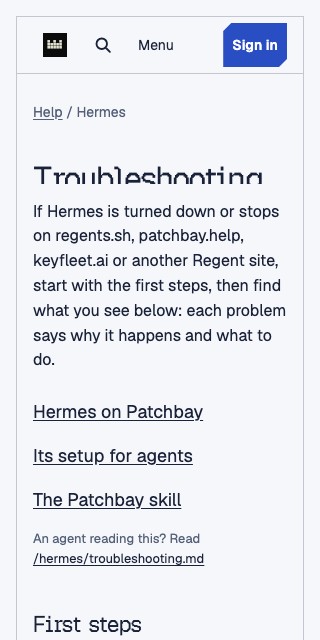 Menu
Sign in
Help / Hermes
Troubleshooting
If Hermes is turned down or stops
on regents.sh, patchbay.help,
keyfleet.ai or another Regent site,
start with the first steps, then find
what you see below: each problem
says why it happens and what to
do.
Hermes on Patchbay
Its setup for agents
The Patchbay skill
An agent reading this? Read
/hermes/troubleshooting.md
First steps